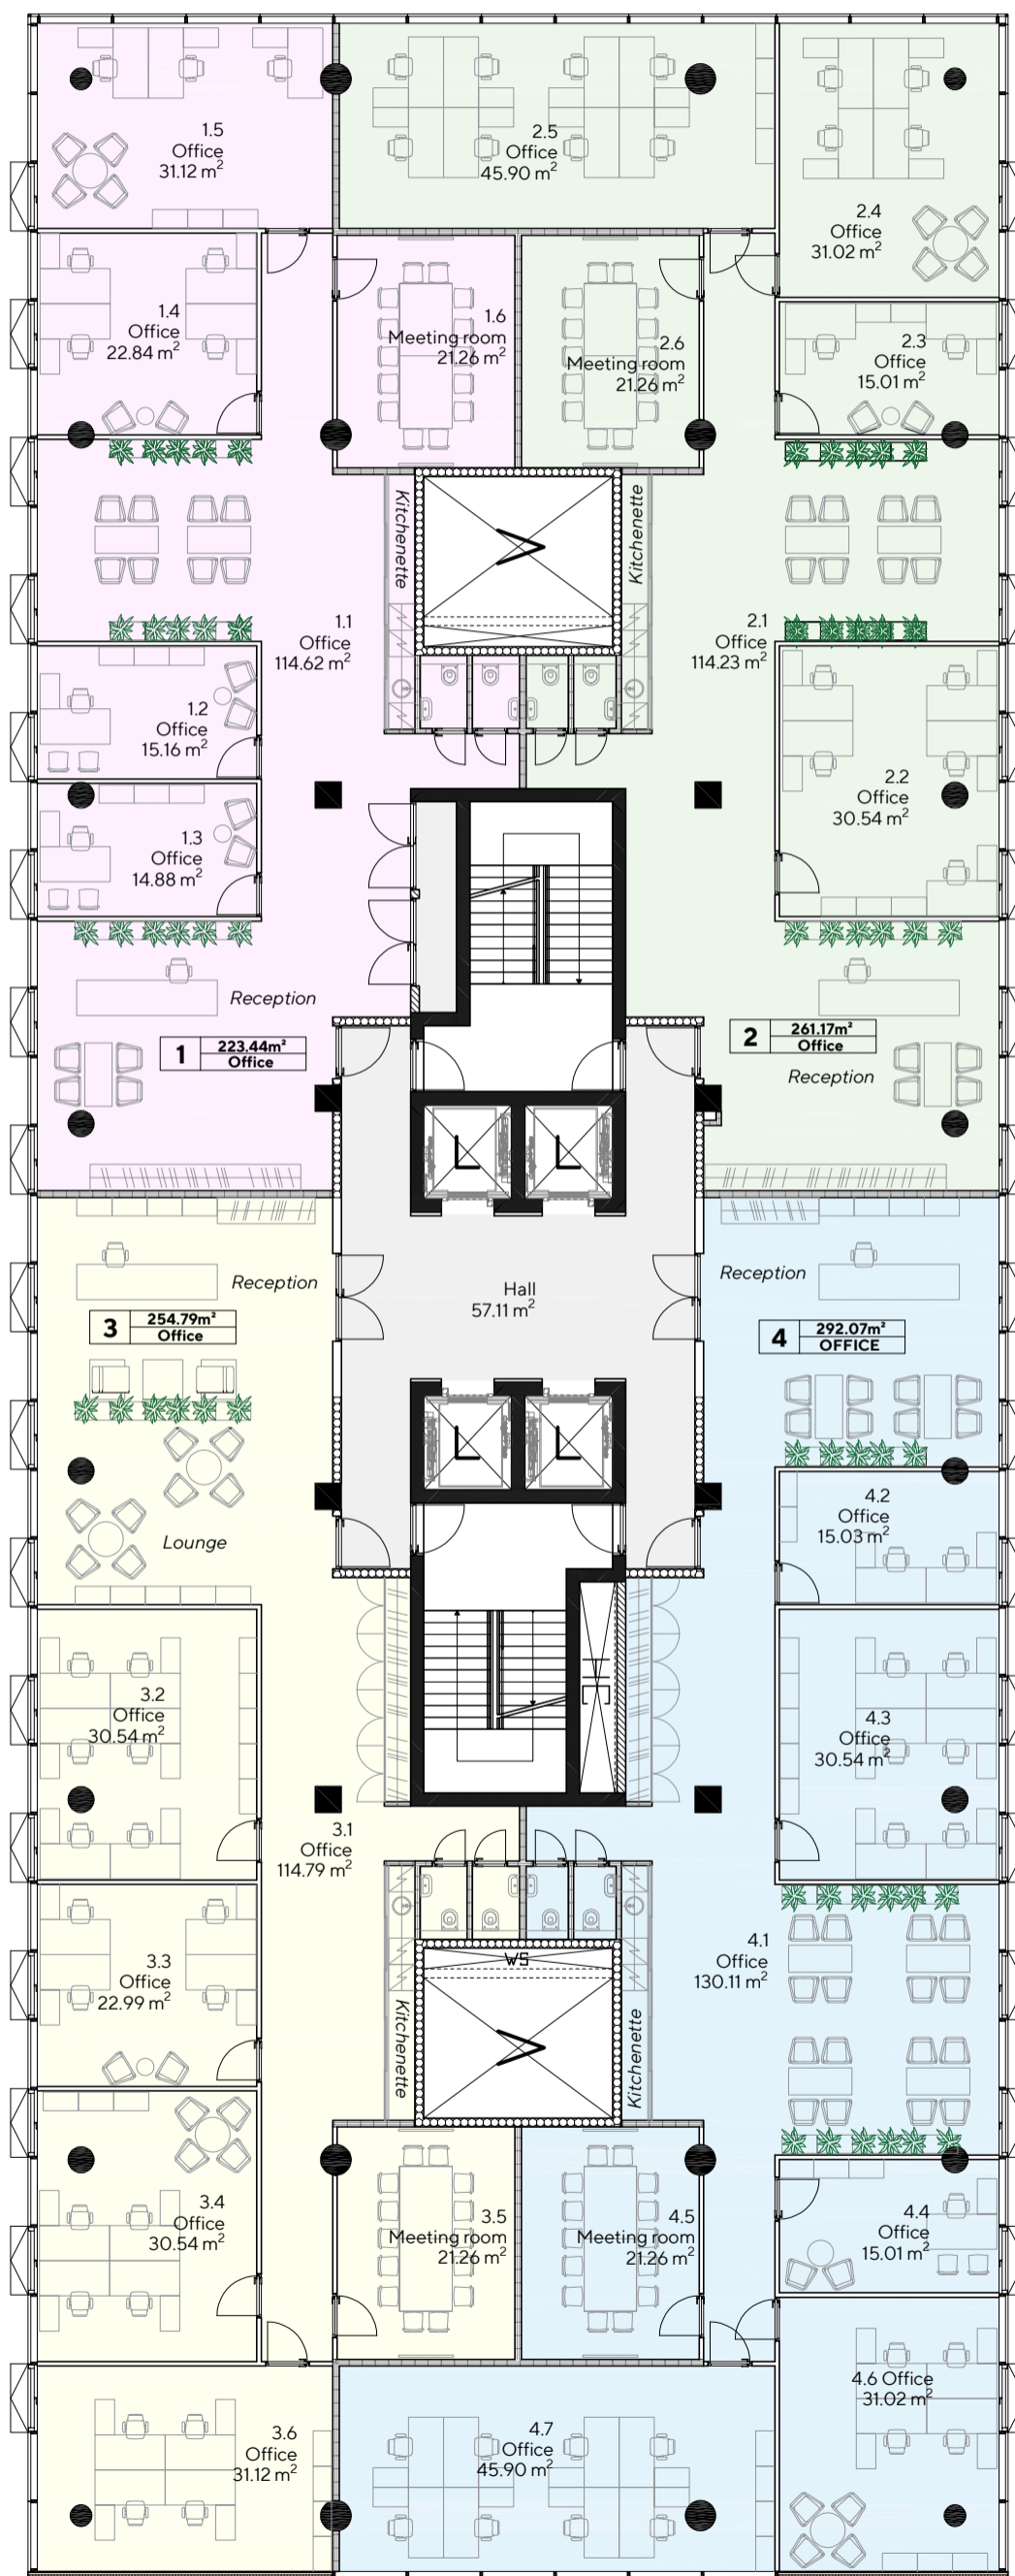 1.5
Office
31.12 m²
2.5
Office
45.90 m²
2.4
Office
31.02 m²
1.4
Office
22.84 m²
1.6
Meeting room
21.26 m²
2.6
Meeting room
21.26 m²
2.3
Office
15.01 m²
Kitchenette
Kitchenette
1.1
Office
114.62 m²
2.1
Office
114.23 m²
1.2
Office
15.16 m²
2.2
Office
30.54 m²
1.3
Office
14.88 m²
Reception
1
223.44m²
Office
2
261.17m²
Office
Reception
L
L
Reception
Hall
57.11 m²
Reception
3
254.79m²
Office
4
292.07m²
OFFICE
L
L
Lounge
4.2
Office
15.03 m²
3.2
Office
30.54 m²
4.3
Office
30.54 m²
3.1
Office
114.79 m²
4.1
Office
130.11 m²
3.3
Office
22.99 m²
WS
Kitchenette
Kitchenette
3.4
Office
30.54 m²
3.5
Meeting room
21.26 m²
4.5
Meeting room
21.26 m²
4.4
Office
15.01 m²
4.6 Office
31.02 m²
3.6
Office
31.12 m²
4.7
Office
45.90 m²